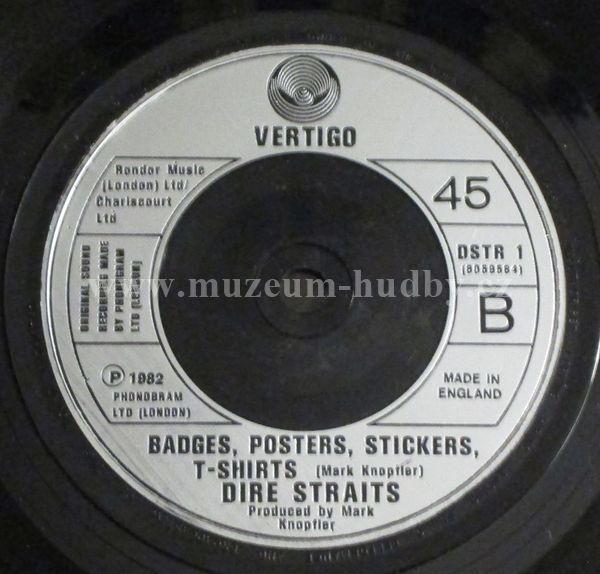 VERTIGO
Rondor Music
(London) Ltd/
Chariscourt
Ltd
45
ORIGINAL SOUND
RECORDING MADE
BY PHONOGRAM
LTD (LONDON)
DSTR 1
(6059564)
www.muzeum-hudby.cz
B
℗ 1982
PHONOGRAM
LTD (LONDON)
MADE IN
ENGLAND
BADGES, POSTERS, STICKERS,
T-SHIRTS (Mark Knopfler)
DIRE STRAITS
Produced by Mark
Knopfler